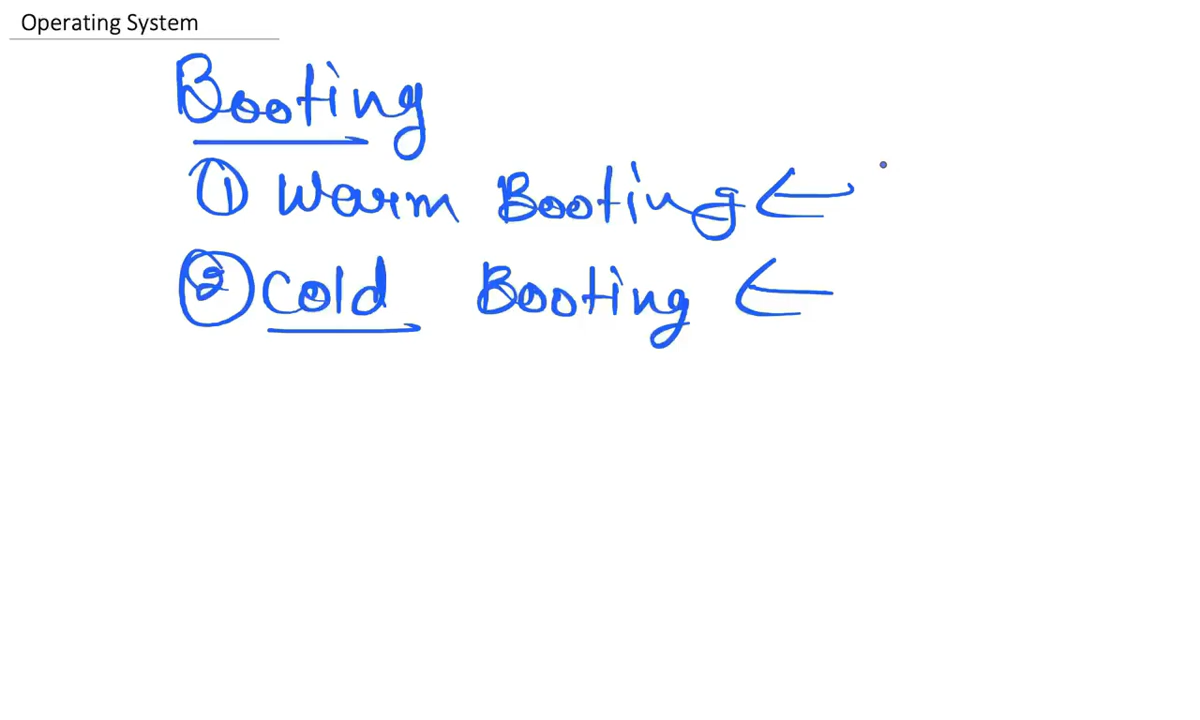 Operating System
Booting
① Warm Booting ←
② Cold Booting ←